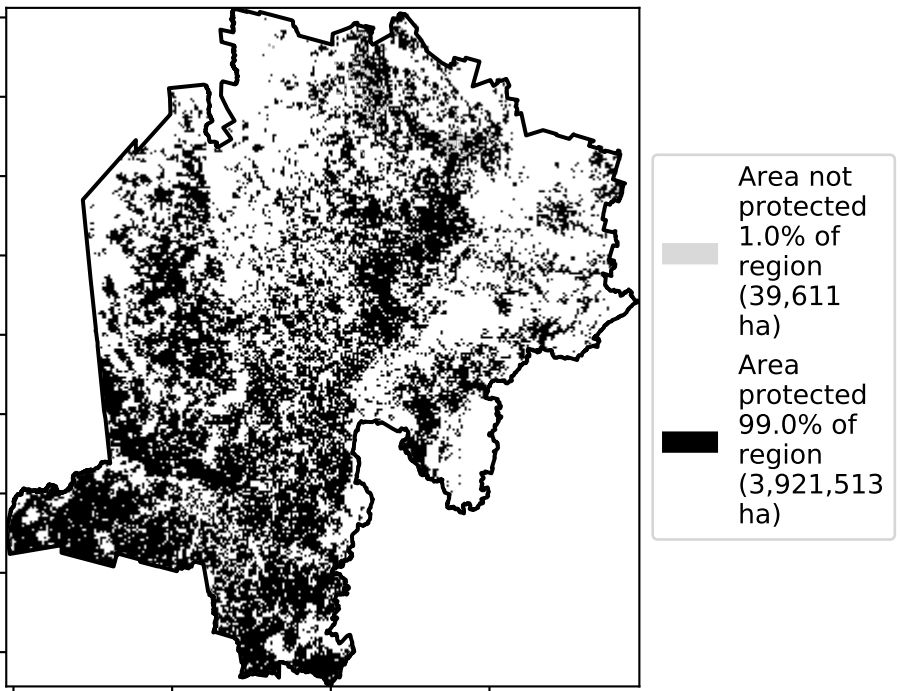 Area not
protected
1.0% of
region
(39,611
ha)
Area
protected
99.0% of
region
(3,921,513
ha)